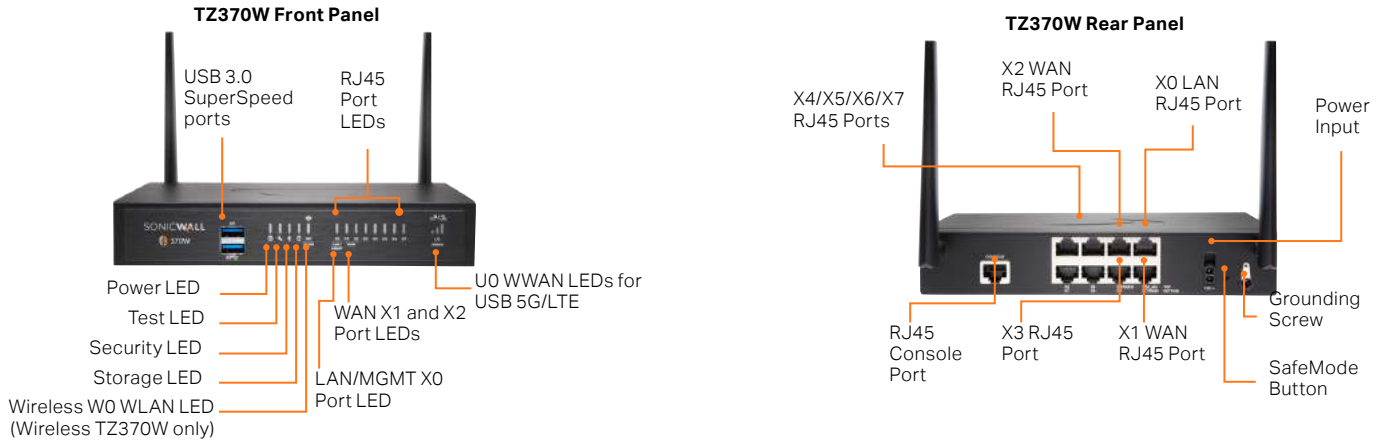 TZ370W Front Panel
USB 3.0
SuperSpeed
ports
RJ45
Port
LEDs
SONICWALL
370W
Power LED
Test LED
Security LED
Storage LED
Wireless W0 WLAN LED
(Wireless TZ370W only)
WAN X1 and X2
Port LEDs
LAN/MGMT X0
Port LED
U0 WWAN LEDs for
USB 5G/LTE
TZ370W Rear Panel
X4/X5/X6/X7
RJ45 Ports
X2 WAN
RJ45 Port
X0 LAN
RJ45 Port
Power
Input
RJ45
Console
Port
X3 RJ45
Port
X1 WAN
RJ45 Port
Grounding
Screw
SafeMode
Button